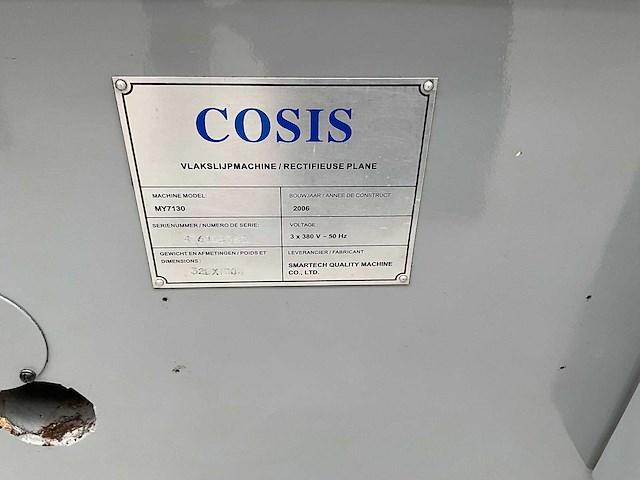 COSIS
VLAKSLIJPMACHINE / RECTIFIEUSE PLANE
MACHINE MODEL:
MY7130
BOUWJAAR / ANNEE DE CONSTRUCT
2006
SERIENUMMER / NUMERO DE SERIE:
VOLTAGE
3 x 380 V ~ 50 Hz
GEWICHT EN AFMETINGEN / POIDS ET
DIMENSIONS :
LEVERANCIER / FABRICANT
SMARTECH QUALITY MACHINE
CO., LTD.